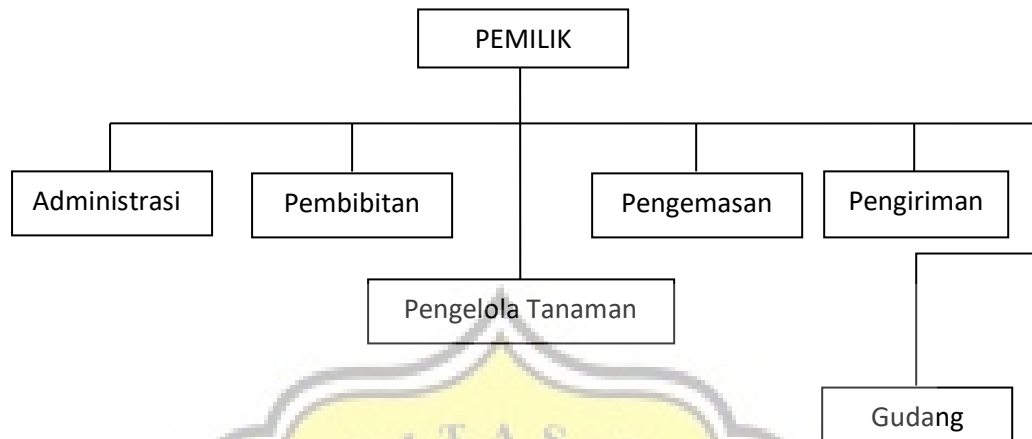 PEMILIK
Administrasi
Pembibitan
Pengemasan
Pengiriman
Pengelola Tanaman
Gudang